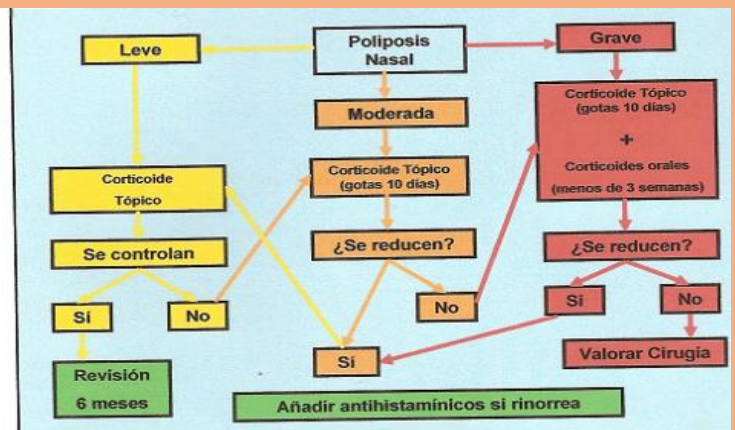 Poliposis
Nasal
Leve
Grave
Moderada
Corticoide Tópico
(gotas 10 días)
+
Corticoides orales
(menos de 3 semanas)
Corticoide
Tópico
Corticoide Tópico
(gotas 10 días)
Se controlan
¿Se reducen?
¿Se reducen?
Sí
No
No
Si
No
Sí
Valorar Cirugia
Revisión
6 meses
Añadir antihistamínicos si rinorrea